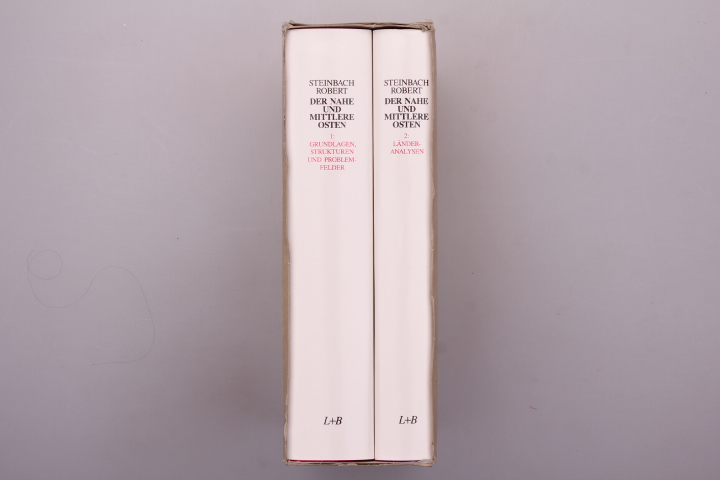 STEINBACH
ROBERT
DER NAHE
UND
MITTLERE
OSTEN
1:
GRUNDLAGEN,
STRUKTUREN
UND PROBLEM-
FELDER
L+B
STEINBACH
ROBERT
DER NAHE
UND
MITTLERE
OSTEN
2:
LÄNDER-
ANALYSEN
L+B